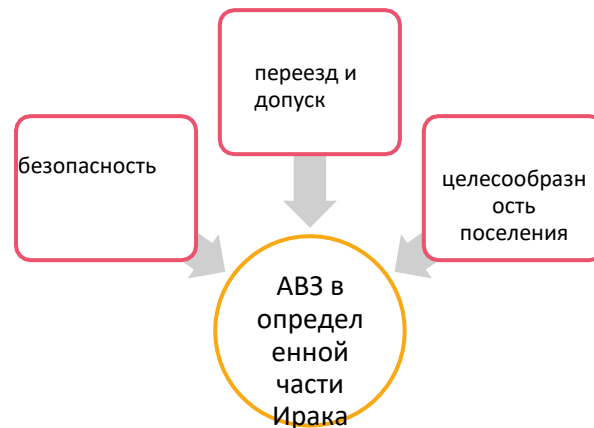 переезд и
допуск
безопасность
целесообразн
ость
поселения
АВЗ в
определ
енной
части
Ирака